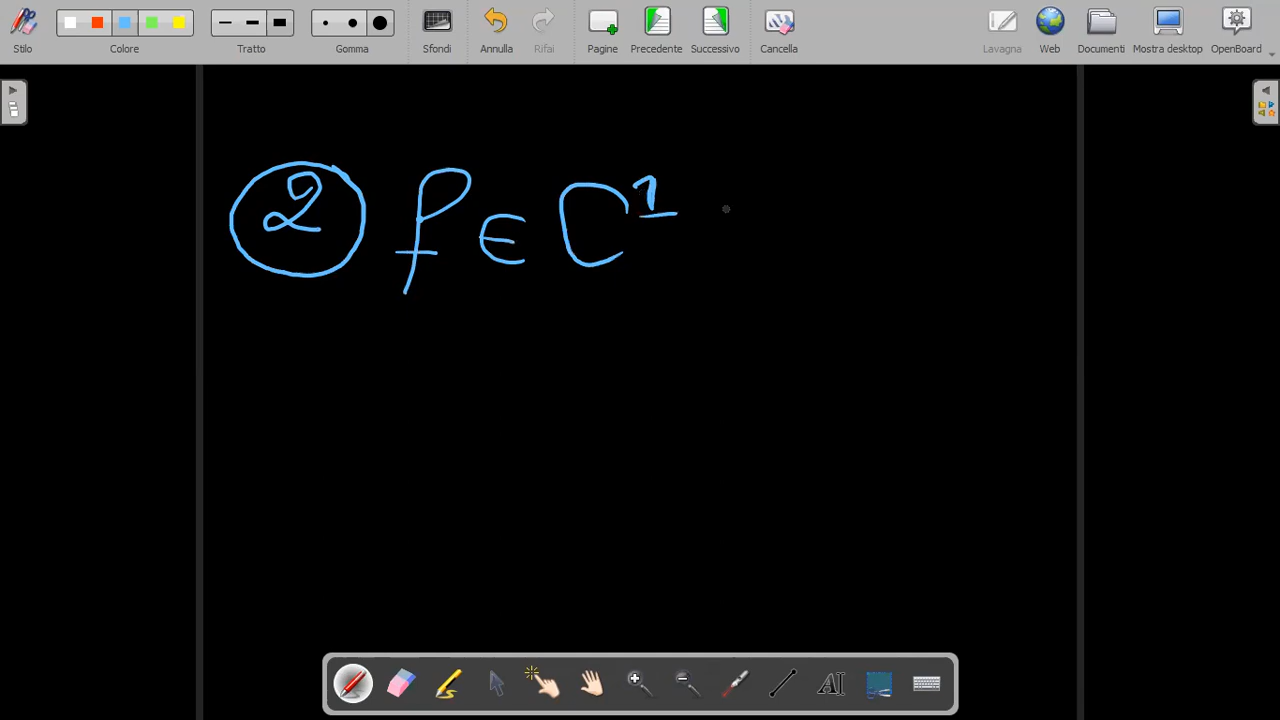 Stilo Colore Tratto Gomma Sfondi Annulla Rifai Pagine Precedente Successivo Cancella Lavagna Web Documenti Mostra desktop OpenBoard
② f ∈ C¹
AI